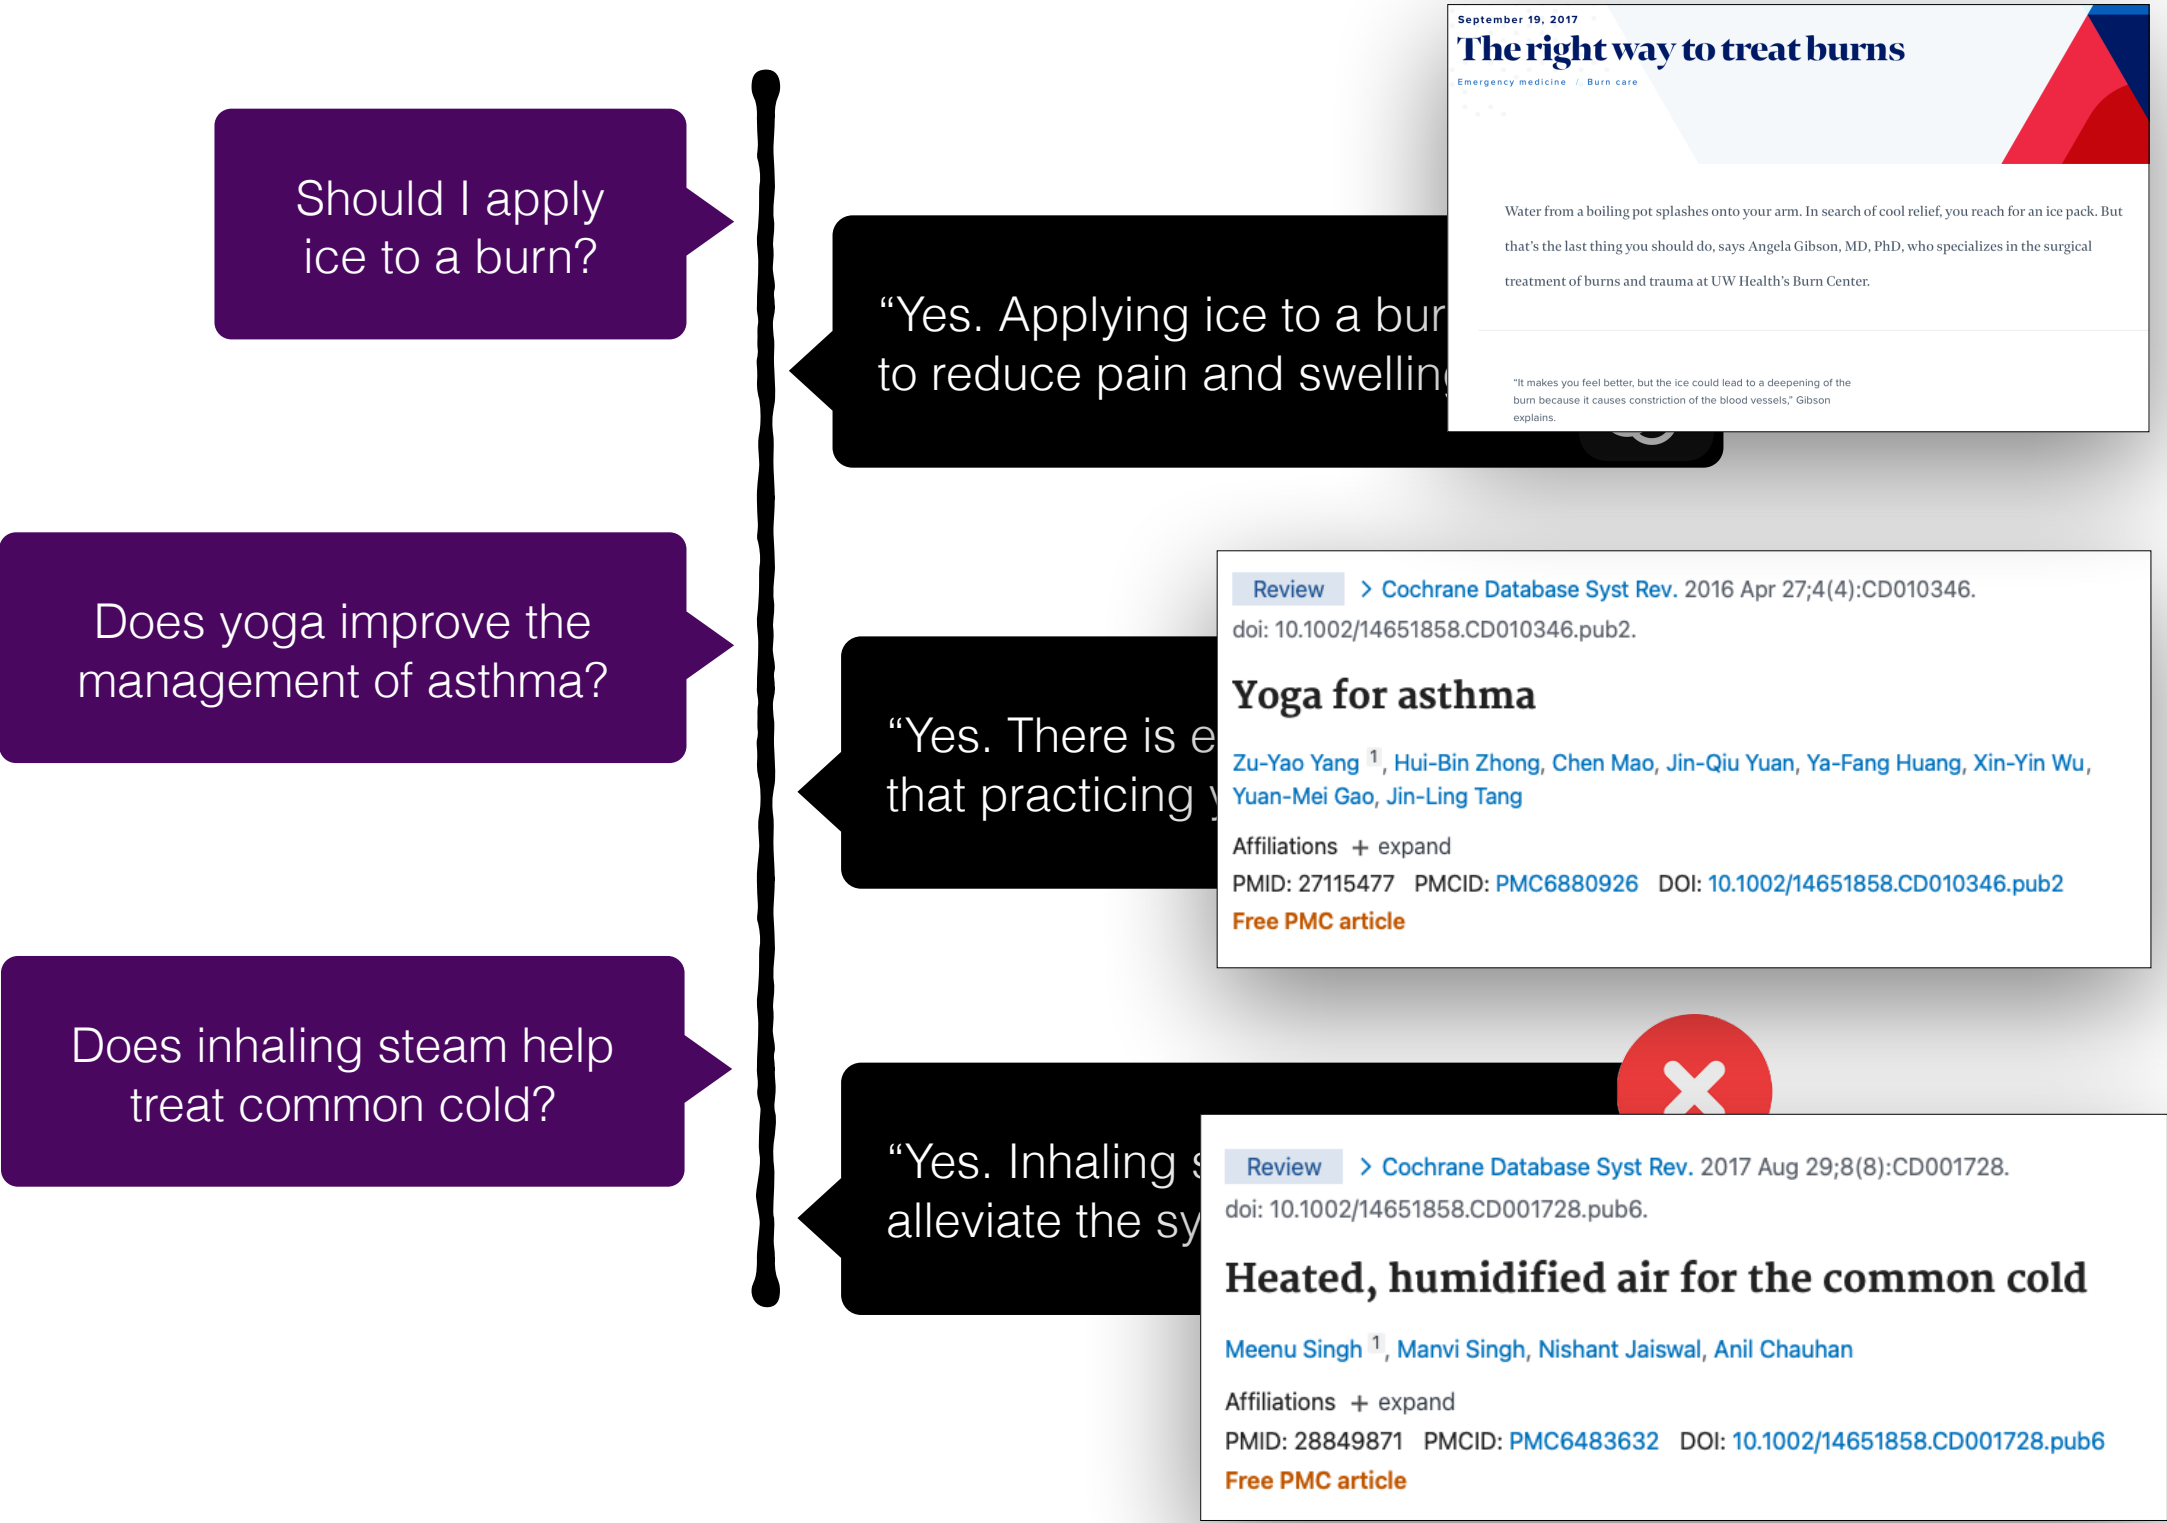 Should I apply
ice to a burn?
“Yes. Applying ice to a bur
to reduce pain and swelling
September 19, 2017
The right way to treat burns
Emergency medicine / Burn care
Water from a boiling pot splashes onto your arm. In search of cool relief, you reach for an ice pack. But
that's the last thing you should do, says Angela Gibson, MD, PhD, who specializes in the surgical
treatment of burns and trauma at UW Health's Burn Center.
“It makes you feel better, but the ice could lead to a deepening of the
burn because it causes constriction of the blood vessels,” Gibson
explains.
Does yoga improve the
management of asthma?
“Yes. There is e
that practicing y
Review > Cochrane Database Syst Rev. 2016 Apr 27;4(4):CD010346.
doi: 10.1002/14651858.CD010346.pub2.
Yoga for asthma
Zu-Yao Yang 1, Hui-Bin Zhong, Chen Mao, Jin-Qiu Yuan, Ya-Fang Huang, Xin-Yin Wu,
Yuan-Mei Gao, Jin-Ling Tang
Affiliations + expand
PMID: 27115477 PMCID: PMC6880926 DOI: 10.1002/14651858.CD010346.pub2
Free PMC article
Does inhaling steam help
treat common cold?
“Yes. Inhaling s
alleviate the sy
Review > Cochrane Database Syst Rev. 2017 Aug 29;8(8):CD001728.
doi: 10.1002/14651858.CD001728.pub6.
Heated, humidified air for the common cold
Meenu Singh 1, Manvi Singh, Nishant Jaiswal, Anil Chauhan
Affiliations + expand
PMID: 28849871 PMCID: PMC6483632 DOI: 10.1002/14651858.CD001728.pub6
Free PMC article